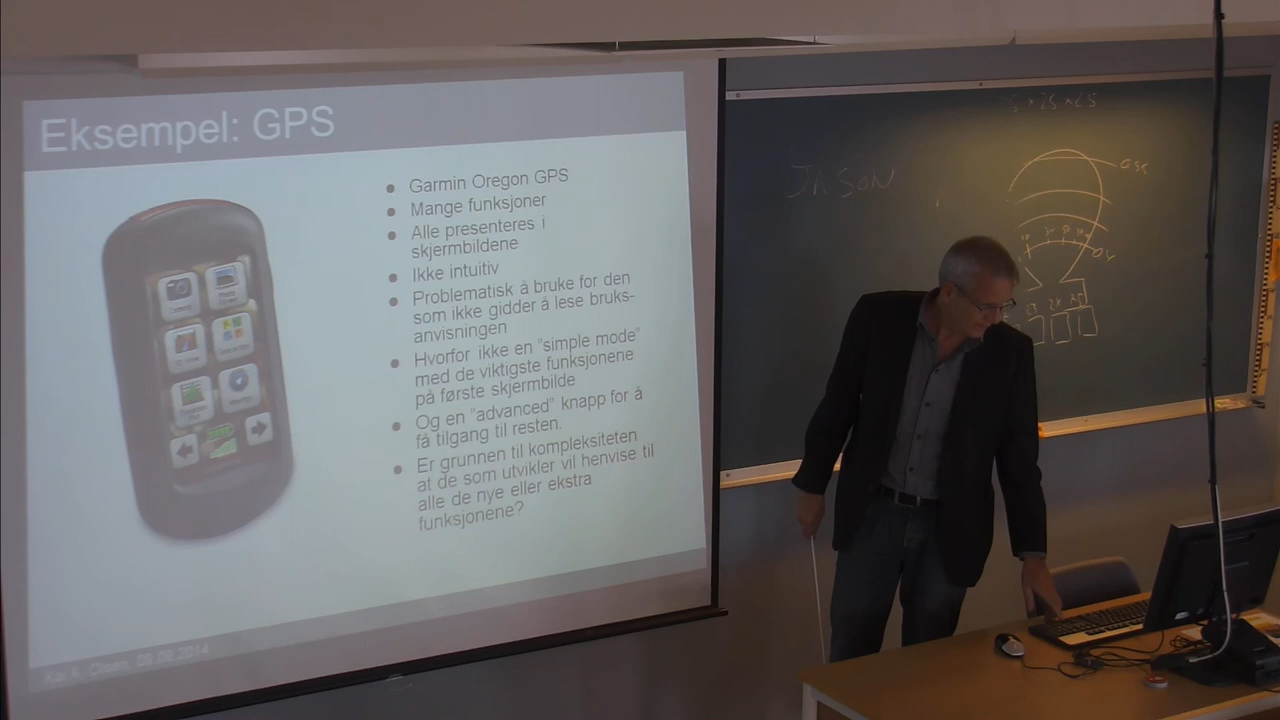 Eksempel: GPS
Garmin Oregon GPS
Mange funksjoner
Alle presenteres i
skjermbildene
Ikke intuitiv
Problematisk å bruke for den
som ikke gidder å lese bruks-
anvisningen
Hvorfor ikke en "simple mode"
med de viktigste funksjonene
på første skjermbilde
Og en "advanced" knapp for å
få tilgang til resten.
Er grunnen til kompleksiteten
at de som utvikler vil henvise til
alle de nye eller ekstra
funksjonene?
Kai A. Olsen, 09.09.2014
JASON